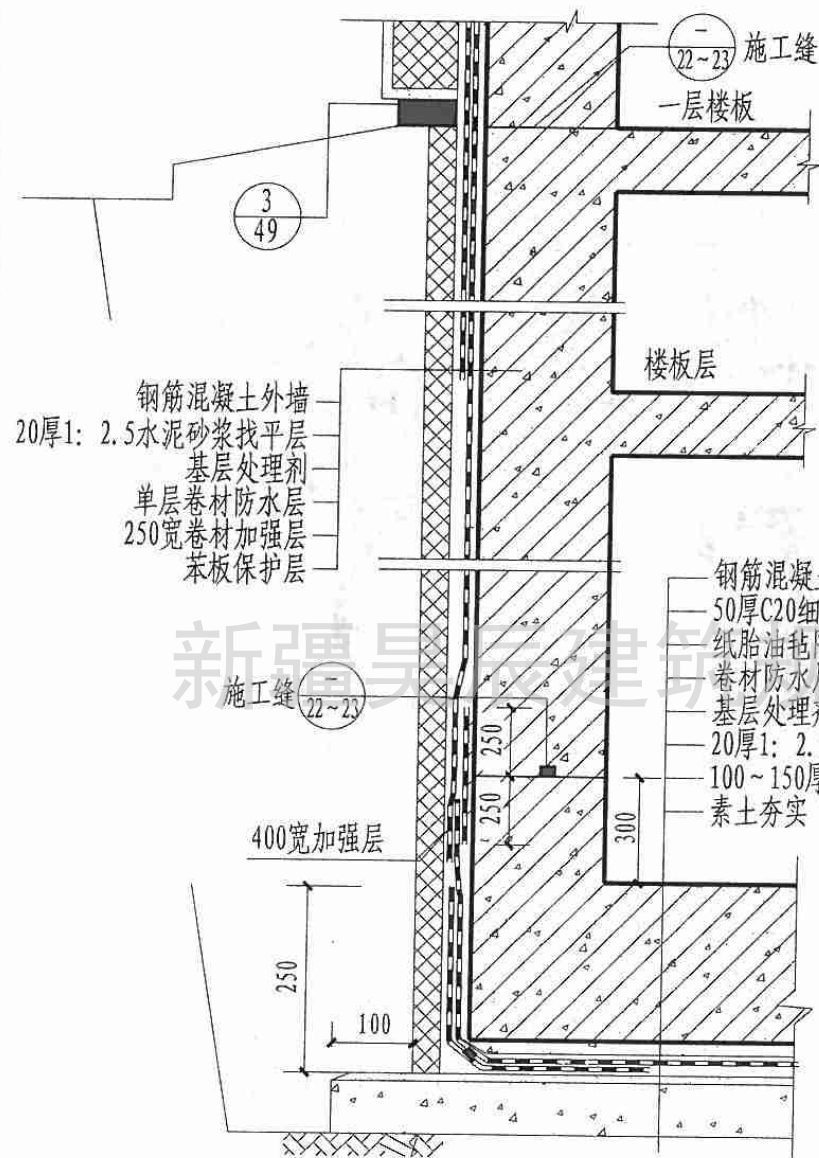 —
22~23
施工缝
一层楼板
3
49
楼板层
钢筋混凝土外墙
20厚1：2.5水泥砂浆找平层
基层处理剂
单层卷材防水层
250宽卷材加强层
苯板保护层
钢筋混凝
50厚C20细
纸胎油毡
卷材防水
基层处理
20厚1：2.
100~150厚
素土夯实
新疆昊辰建筑
施工缝
—
22~23
250
250
300
400宽加强层
250
100